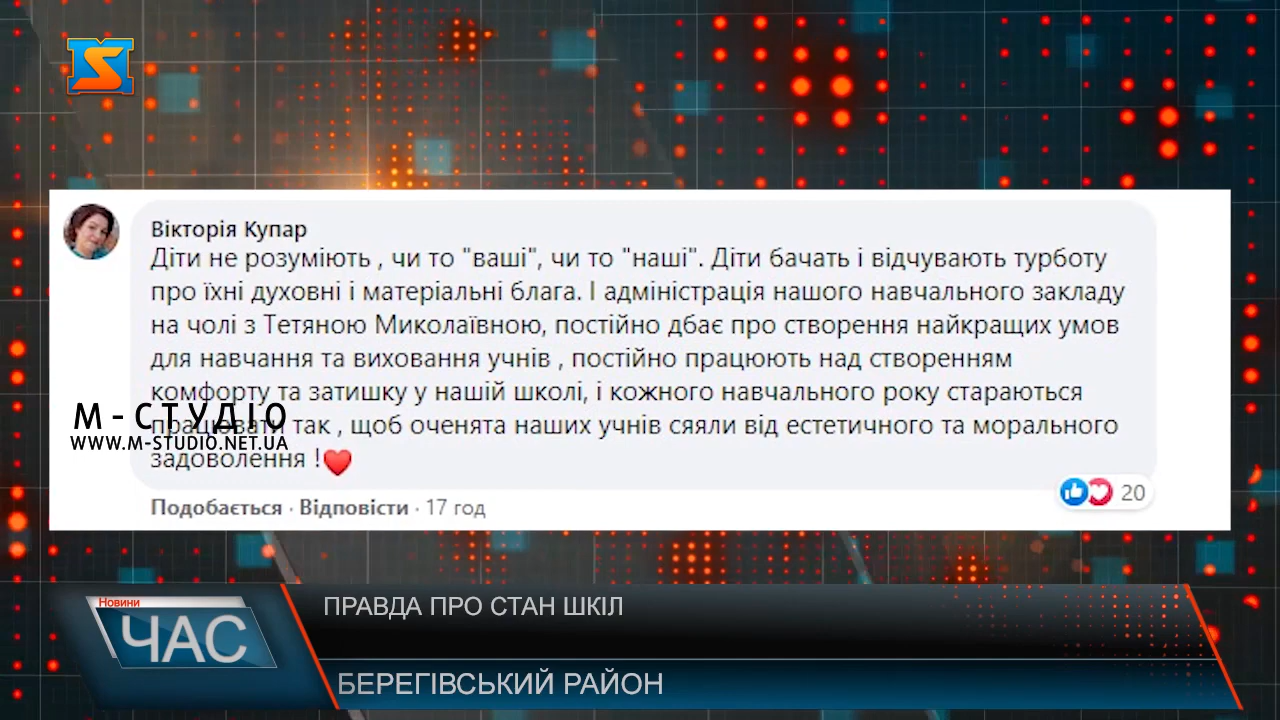 Вікторія Купар
Діти не розуміють , чи то "ваші", чи то "наші". Діти бачать і відчувають турботу
про їхні духовні і матеріальні блага. І адміністрація нашого навчального закладу
на чолі з Тетяною Миколаївною, постійно дбає про створення найкращих умов
для навчання та виховання учнів , постійно працюють над створенням
комфорту та затишку у нашій школі, і кожного навчального року стараються
М-СТУДІО
працювати так , щоб оченята наших учнів сяяли від естетичного та морального
WWW.M-STUDIO.NET.UA
задоволення !❤️
20
Подобається · Відповісти · 17 год
Новини
ЧАС
ПРАВДА ПРО СТАН ШКІЛ
БЕРЕГІВСЬКИЙ РАЙОН